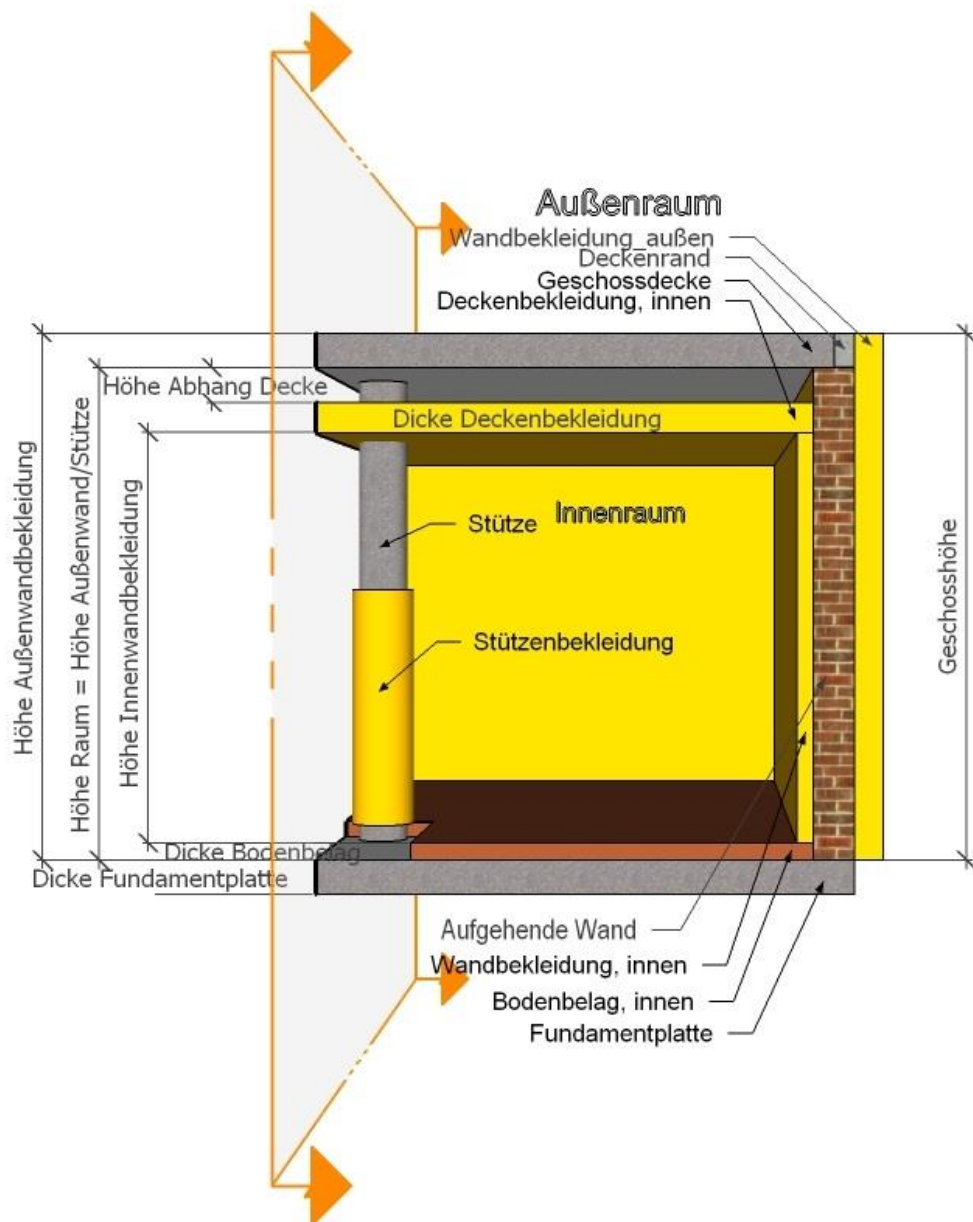 Außenraum
Wandbekleidung_außen
Deckenrand
Geschossdecke
Deckenbekleidung, innen
Höhe Abhang Decke
Dicke Deckenbekleidung
Innenraum
Stütze
Stützenbekleidung
Höhe Außenwandbekleidung
Höhe Raum = Höhe Außenwand/Stütze
Höhe Innenwandbekleidung
Geschosshöhe
Dicke Bodenbelag
Dicke Fundamentplatte
Aufgehende Wand
Wandbekleidung, innen
Bodenbelag, innen
Fundamentplatte